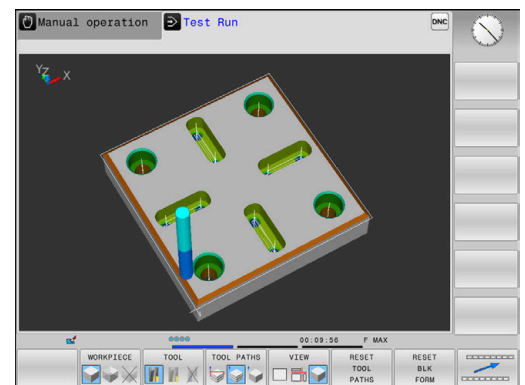 Manual operation
Test Run
DNC
YZ X
00:09:56 F MAX
WORKPIECE
TOOL
TOOL PATHS
VIEW
RESET
TOOL
PATHS
RESET
BLK
FORM